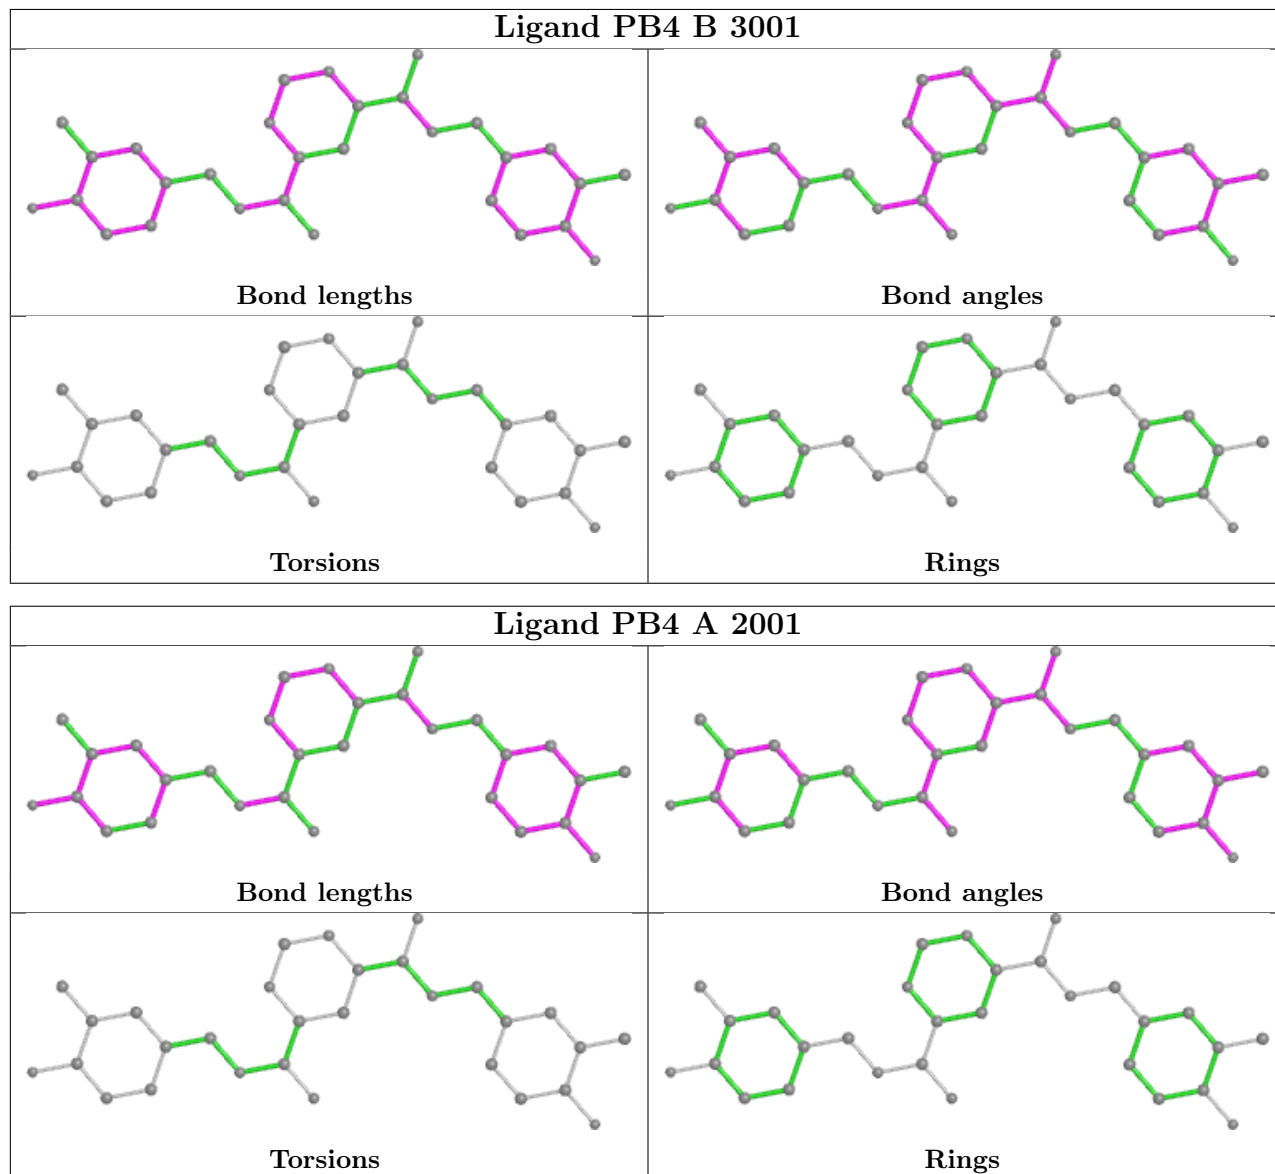 Ligand PB4 B 3001
Bond lengths
Bond angles
Torsions
Rings
Ligand PB4 A 2001
Bond lengths
Bond angles
Torsions
Rings